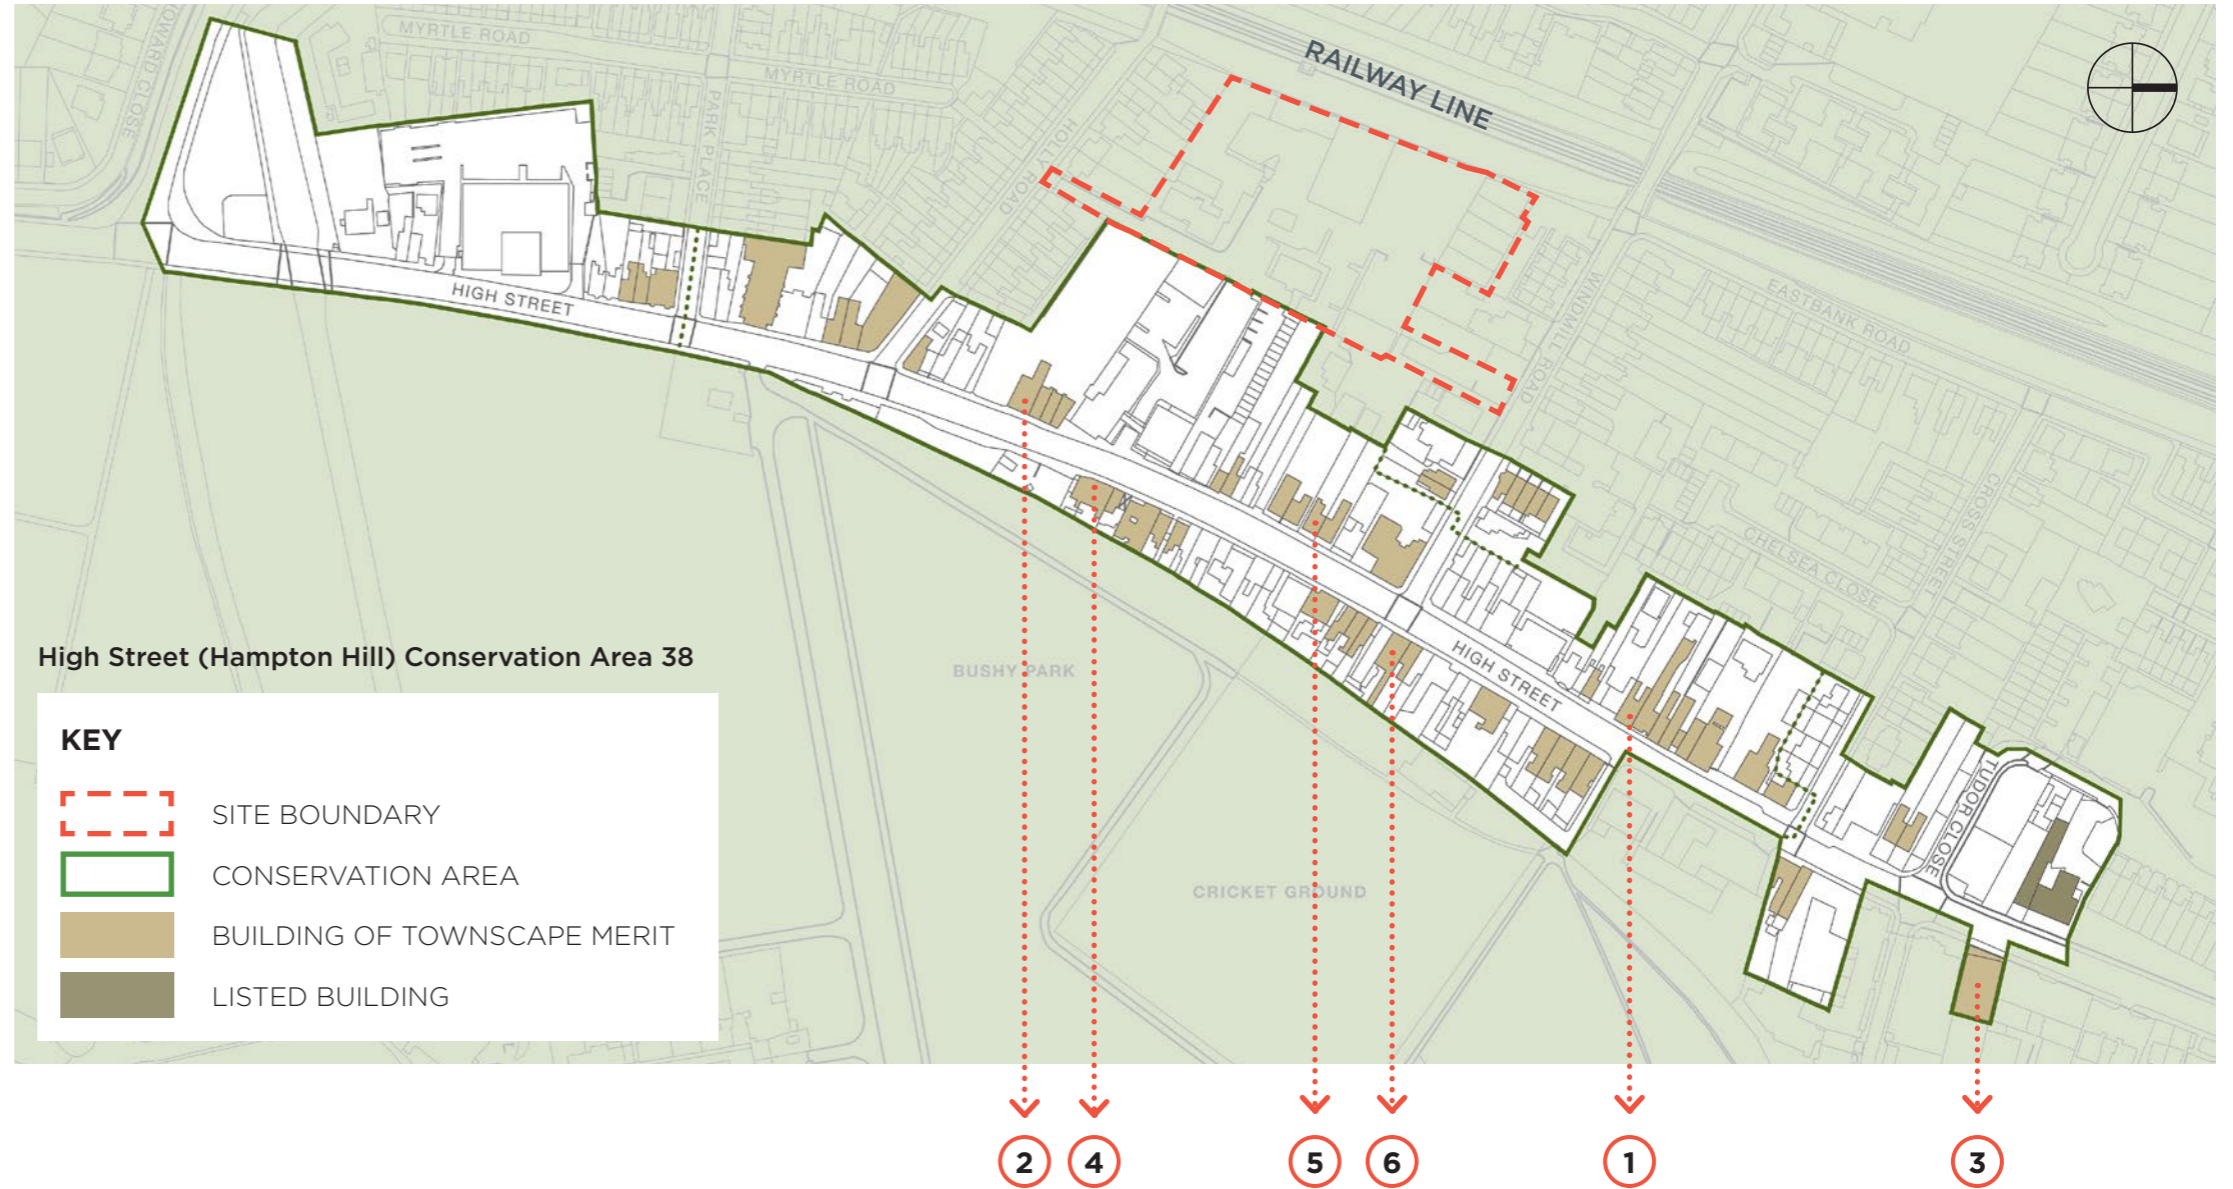 MYRTLE ROAD
MYRTLE ROAD
HOWARD CLOSE
PARK PLACE
HOLLY ROAD
RAILWAY LINE
WINDMILL ROAD
EASTBANK ROAD
HIGH STREET
CROSS STREET
CHELSEA CLOSE
BUSHY PARK
HIGH STREET
TUDOR CLOSE
CRICKET GROUND
High Street (Hampton Hill) Conservation Area 38
KEY
SITE BOUNDARY
CONSERVATION AREA
BUILDING OF TOWNSCAPE MERIT
LISTED BUILDING
2 4 5 6 1 3